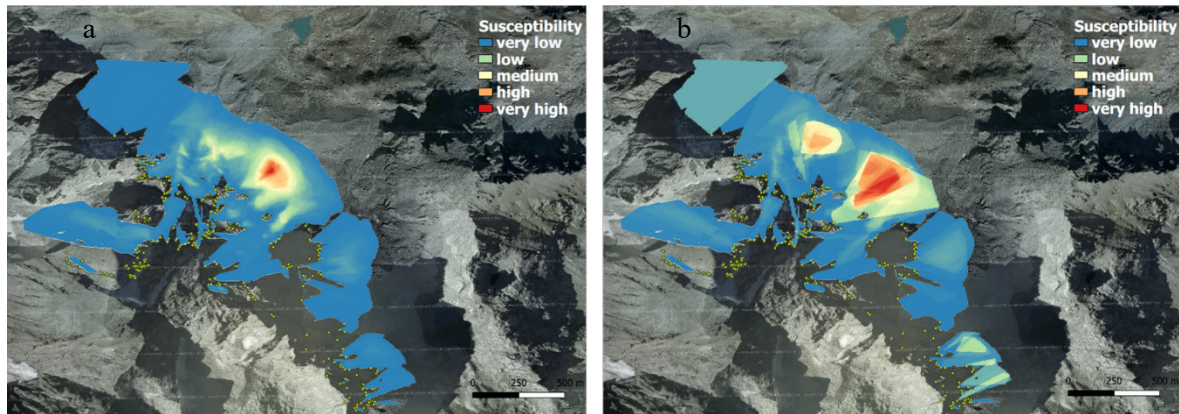 a
Susceptibility
very low
low
medium
high
very high
0 250 500 m
b
Susceptibility
very low
low
medium
high
very high
0 250 500 m